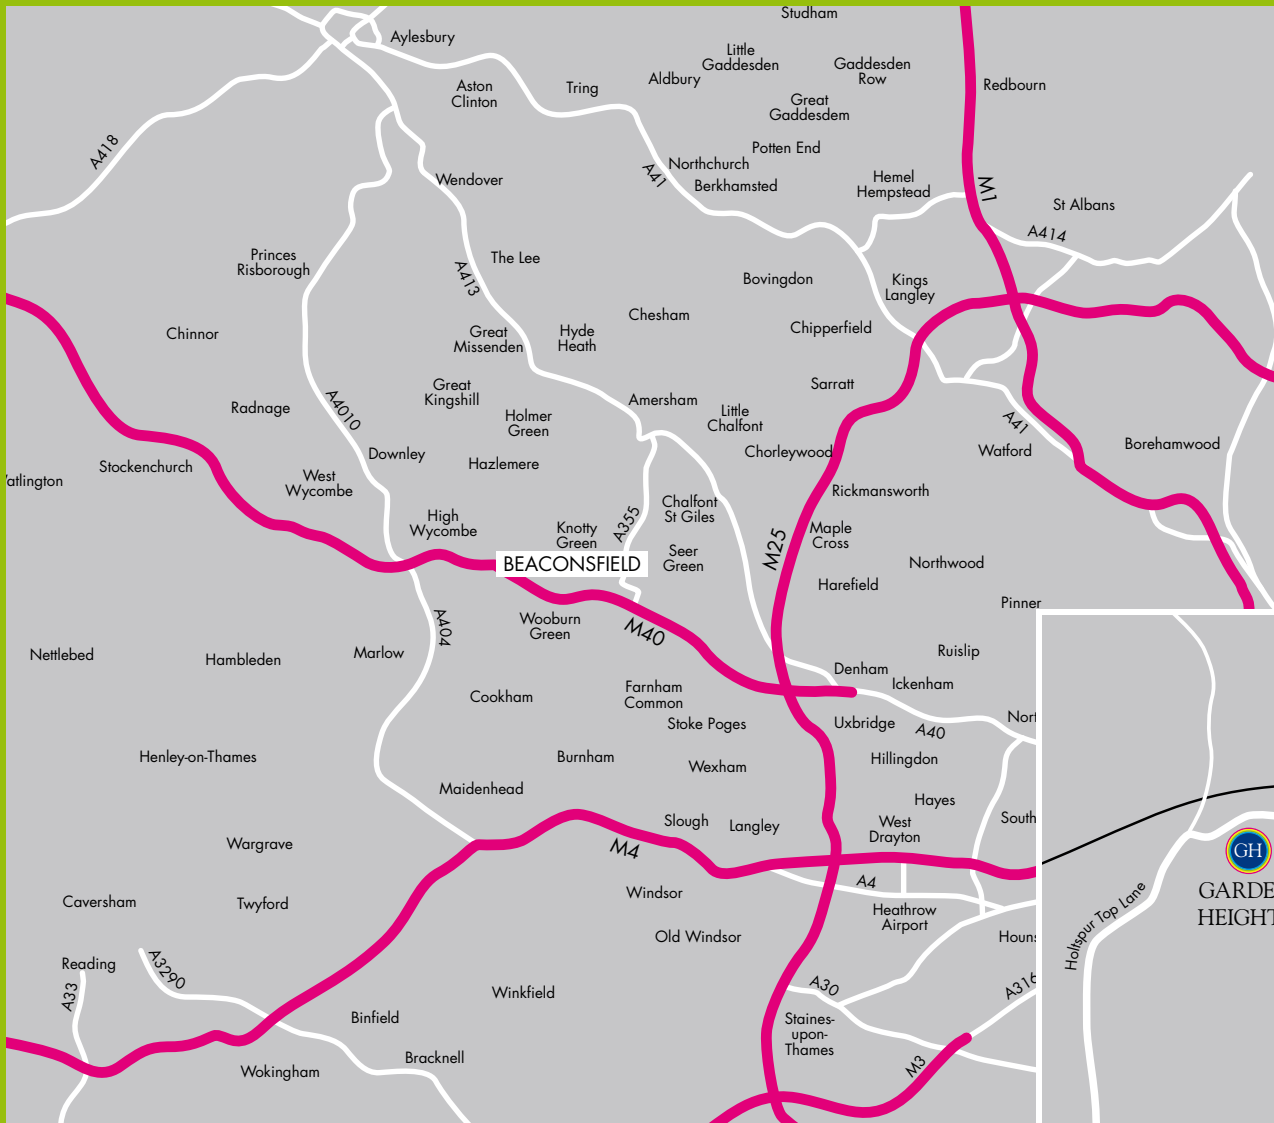 Studham
Aylesbury
Little
Gaddesden
Gaddesden
Row
Aldbury
Redbourn
Aston
Clinton
Tring
Great
Gaddesdem
A418
Potten End
Northchurch
A41
Berkhamsted
Hemel
Hempstead
M1
Wendover
St Albans
A414
Princes
Risborough
The Lee
A413
Bovingdon
Kings
Langley
Chesham
Chipperfield
Chinnor
Great
Missenden
Hyde
Heath
Great
Kingshill
Sarratt
Amersham
Radnage
A4010
Holmer
Green
Little
Chalfont
A41
Borehamwood
Downley
Hazlemere
Chorleywood
Watford
Stockenchurch
West
Wycombe
atlington
Rickmansworth
High
Wycombe
Knotty
Green
A355
Chalfont
St Giles
Maple
Cross
M25
BEACONSFIELD
Seer
Green
Northwood
Harefield
Pinner
A404
Wooburn
Green
M40
Nettlebed
Hambleden
Marlow
Ruislip
Denham
Ickenham
Cookham
Farnham
Common
Stoke Poges
Uxbridge
A40
Nort
Henley-on-Thames
Burnham
Wexham
Hillingdon
Maidenhead
Hayes
Slough
Langley
West
Drayton
South
Wargrave
M4
GH
Windsor
A4
GARDE
HEIGHT
Caversham
Twyford
Heathrow
Airport
Holtspur Top Lane
Old Windsor
Houns
Reading
A3290
A33
Winkfield
A30
A316
Binfield
Staines-
upon-
Thames
Bracknell
Wokingham
M3